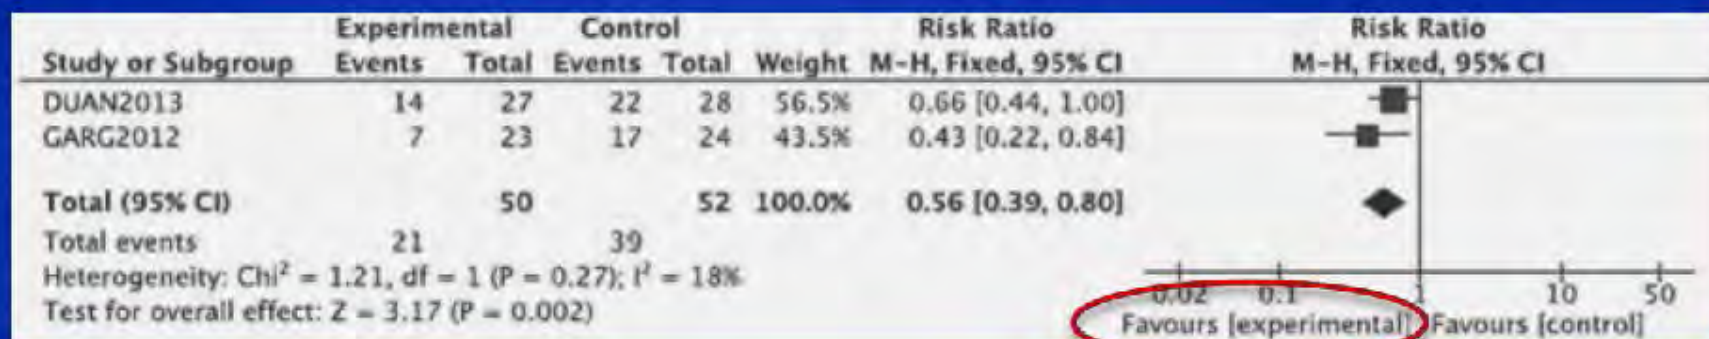 Experimental Control Risk Ratio Risk Ratio
Study or Subgroup Events Total Events Total Weight M-H, Fixed, 95% CI M-H, Fixed, 95% CI
DUAN2013 14 27 22 28 56.5% 0.66 [0.44, 1.00]
GARG2012 7 23 17 24 43.5% 0.43 [0.22, 0.84]
Total (95% CI) 50 52 100.0% 0.56 [0.39, 0.80]
Total events 21 39
Heterogeneity: Chi² = 1.21, df = 1 (P = 0.27); I² = 18%
Test for overall effect: Z = 3.17 (P = 0.002)
0.02 0.1 1 10 50
Favours [experimental] Favours [control]